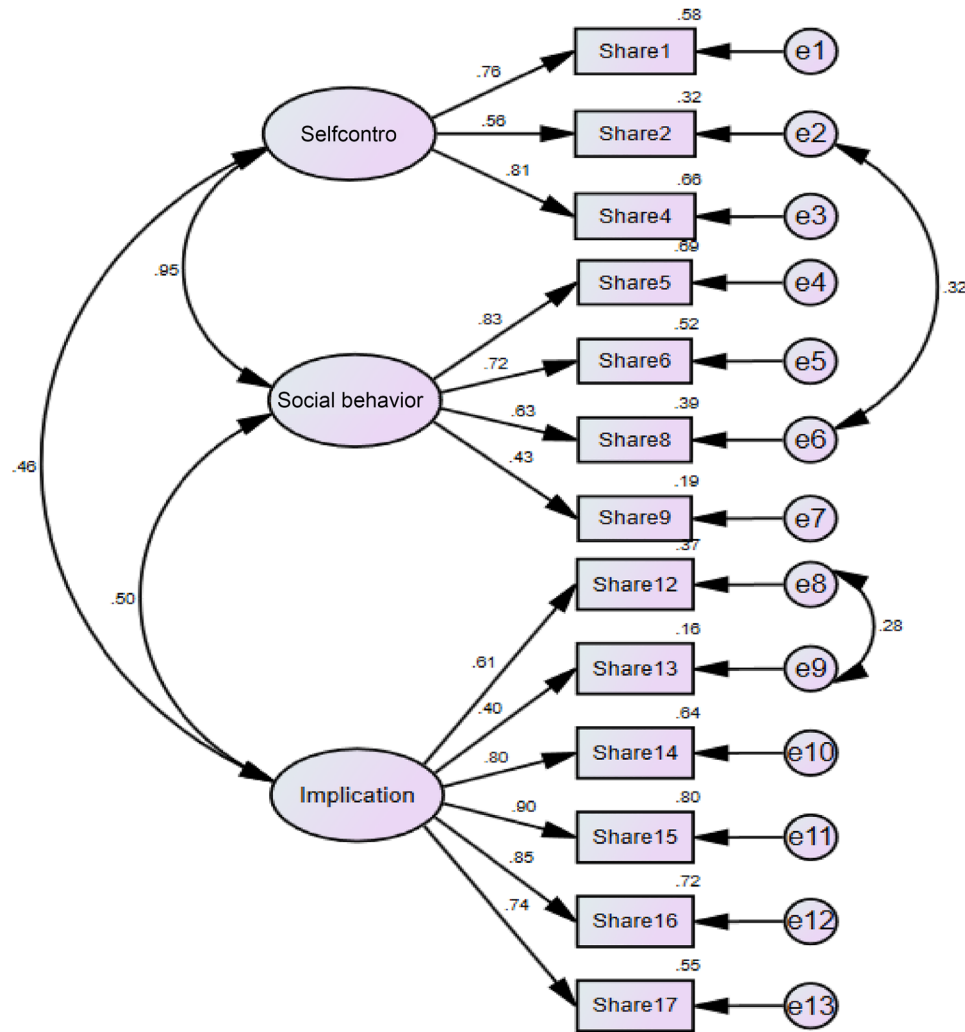 .58
Share1
e1
.76
Selfcontro
.32
.56
Share2
e2
.81
.66
Share4
e3
.69
.95
Share5
e4
.32
.83
.52
.72
Share6
e5
Social behavior
.63
.39
Share8
e6
.43
.46
.19
Share9
e7
.37
Share12
e8
.50
.28
.16
.61
Share13
e9
.40
.64
.80
Share14
e10
Implication
.80
.90
Share15
e11
.85
.72
.74
Share16
e12
.55
Share17
e13